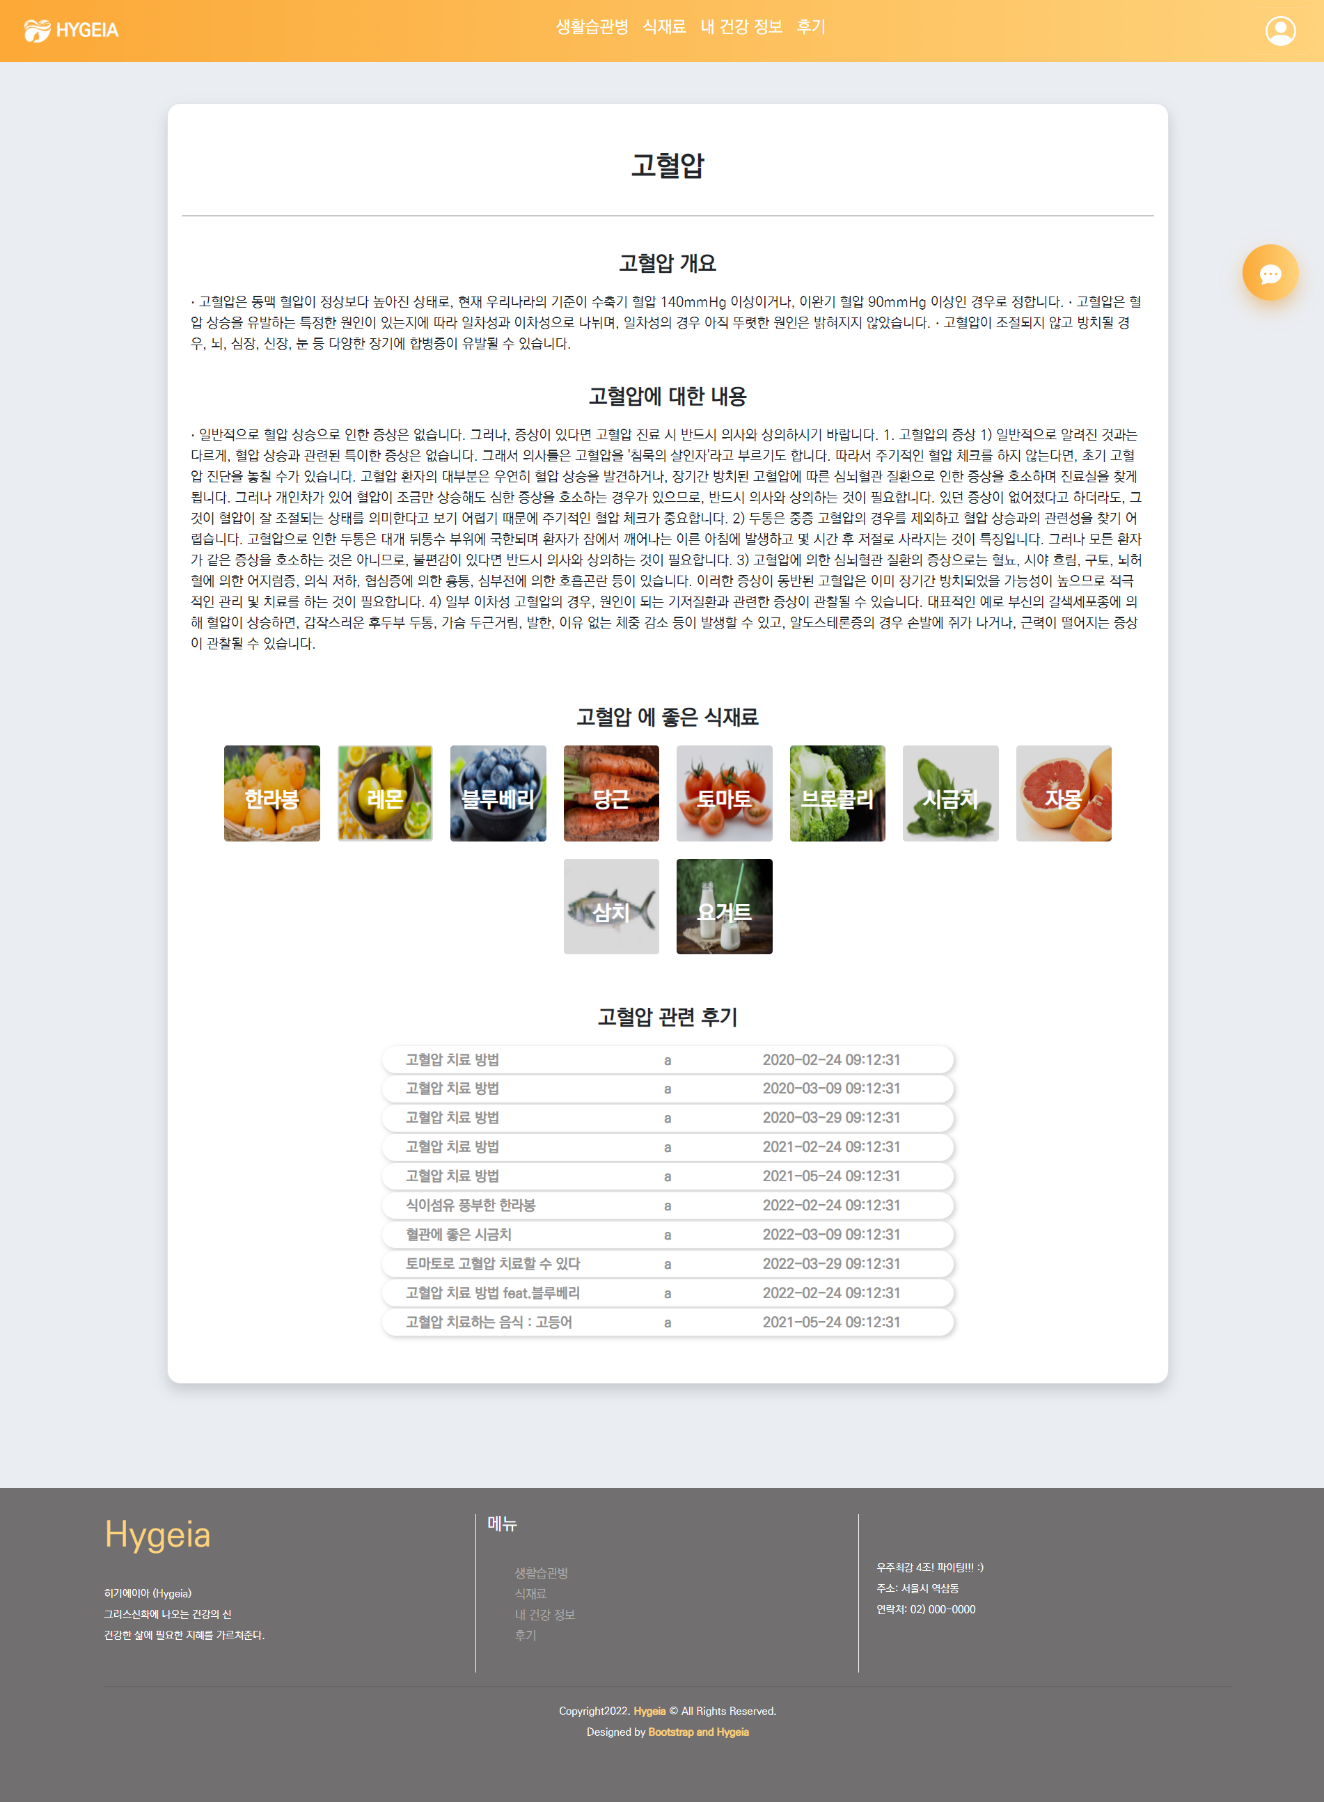 HYGEIA
생활습관병 식재료 내 건강 정보 후기
고혈압
고혈압 개요
· 고혈압은 동맥 혈압이 정상보다 높아진 상태로, 현재 우리나라의 기준이 수축기 혈압 140mmHg 이상이거나, 이완기 혈압 90mmHg 이상인 경우로 정합니다. · 고혈압은 혈
압 상승을 유발하는 특정한 원인이 있는지에 따라 일차성과 이차성으로 나뉘며, 일차성의 경우 아직 뚜렷한 원인은 밝혀지지 않았습니다. · 고혈압이 조절되지 않고 방치될 경
우, 뇌, 심장, 신장, 눈 등 다양한 장기에 합병증이 유발될 수 있습니다.
고혈압에 대한 내용
· 일반적으로 혈압 상승으로 인한 증상은 없습니다. 그러나, 증상이 있다면 고혈압 진료 시 반드시 의사와 상의하시기 바랍니다. 1. 고혈압의 증상 1) 일반적으로 알려진 것과는
다르게, 혈압 상승과 관련된 특이한 증상은 없습니다. 그래서 의사들은 고혈압을 '침묵의 살인자'라고 부르기도 합니다. 따라서 주기적인 혈압 체크를 하지 않는다면, 초기 고혈
압 진단을 놓칠 수가 있습니다. 고혈압 환자의 대부분은 우연히 혈압 상승을 발견하거나, 장기간 방치된 고혈압에 따른 심뇌혈관 질환으로 인한 증상을 호소하며 진료실을 찾게
됩니다. 그러나 개인차가 있어 혈압이 조금만 상승해도 심한 증상을 호소하는 경우가 있으므로, 반드시 의사와 상의하는 것이 필요합니다. 있던 증상이 없어졌다고 하더라도, 그
것이 혈압이 잘 조절되는 상태를 의미한다고 보기 어렵기 때문에 주기적인 혈압 체크가 중요합니다. 2) 두통은 중증 고혈압의 경우를 제외하고 혈압 상승과의 관련성을 찾기 어
렵습니다. 고혈압으로 인한 두통은 대개 뒤통수 부위에 국한되며 환자가 잠에서 깨어나는 이른 아침에 발생하고 몇 시간 후 저절로 사라지는 것이 특징입니다. 그러나 모든 환자
가 같은 증상을 호소하는 것은 아니므로, 불편감이 있다면 반드시 의사와 상의하는 것이 필요합니다. 3) 고혈압에 의한 심뇌혈관 질환의 증상으로는 혈뇨, 시야 흐림, 구토, 뇌허
혈에 의한 어지럼증, 의식 저하, 협심증에 의한 흉통, 심부전에 의한 호흡곤란 등이 있습니다. 이러한 증상이 동반된 고혈압은 이미 장기간 방치되었을 가능성이 높으므로 적극
적인 관리 및 치료를 하는 것이 필요합니다. 4) 일부 이차성 고혈압의 경우, 원인이 되는 기저질환과 관련한 증상이 관찰될 수 있습니다. 대표적인 예로 부신의 갈색세포종에 의
해 혈압이 상승하면, 갑작스러운 후두부 두통, 가슴 두근거림, 발한, 이유 없는 체중 감소 등이 발생할 수 있고, 알도스테론증의 경우 손발에 쥐가 나거나, 근력이 떨어지는 증상
이 관찰될 수 있습니다.
고혈압 에 좋은 식재료
한라봉 레몬 블루베리 당근 토마토 브로콜리 시금치 자몽
삼치 요거트
고혈압 관련 후기
고혈압 치료 방법 a 2020-02-24 09:12:31
고혈압 치료 방법 a 2020-03-09 09:12:31
고혈압 치료 방법 a 2020-03-29 09:12:31
고혈압 치료 방법 a 2021-02-24 09:12:31
고혈압 치료 방법 a 2021-05-24 09:12:31
식이섬유 풍부한 한라봉 a 2022-02-24 09:12:31
혈관에 좋은 시금치 a 2022-03-09 09:12:31
토마토로 고혈압 치료할 수 있다 a 2022-03-29 09:12:31
고혈압 치료 방법 feat.블루베리 a 2022-02-24 09:12:31
고혈압 치료하는 음식 : 고등어 a 2021-05-24 09:12:31
Hygeia
히기에이아 (Hygeia)
그리스신화에 나오는 건강의 신
건강한 삶에 필요한 지혜를 가르쳐준다.
메뉴
생활습관병
식재료
내 건강 정보
후기
우주최강 4조! 파이팅!!! :)
주소: 서울시 역삼동
연락처: 02) 000-0000
Copyright2022. Hygeia © All Rights Reserved.
Designed by Bootstrap and Hygeia